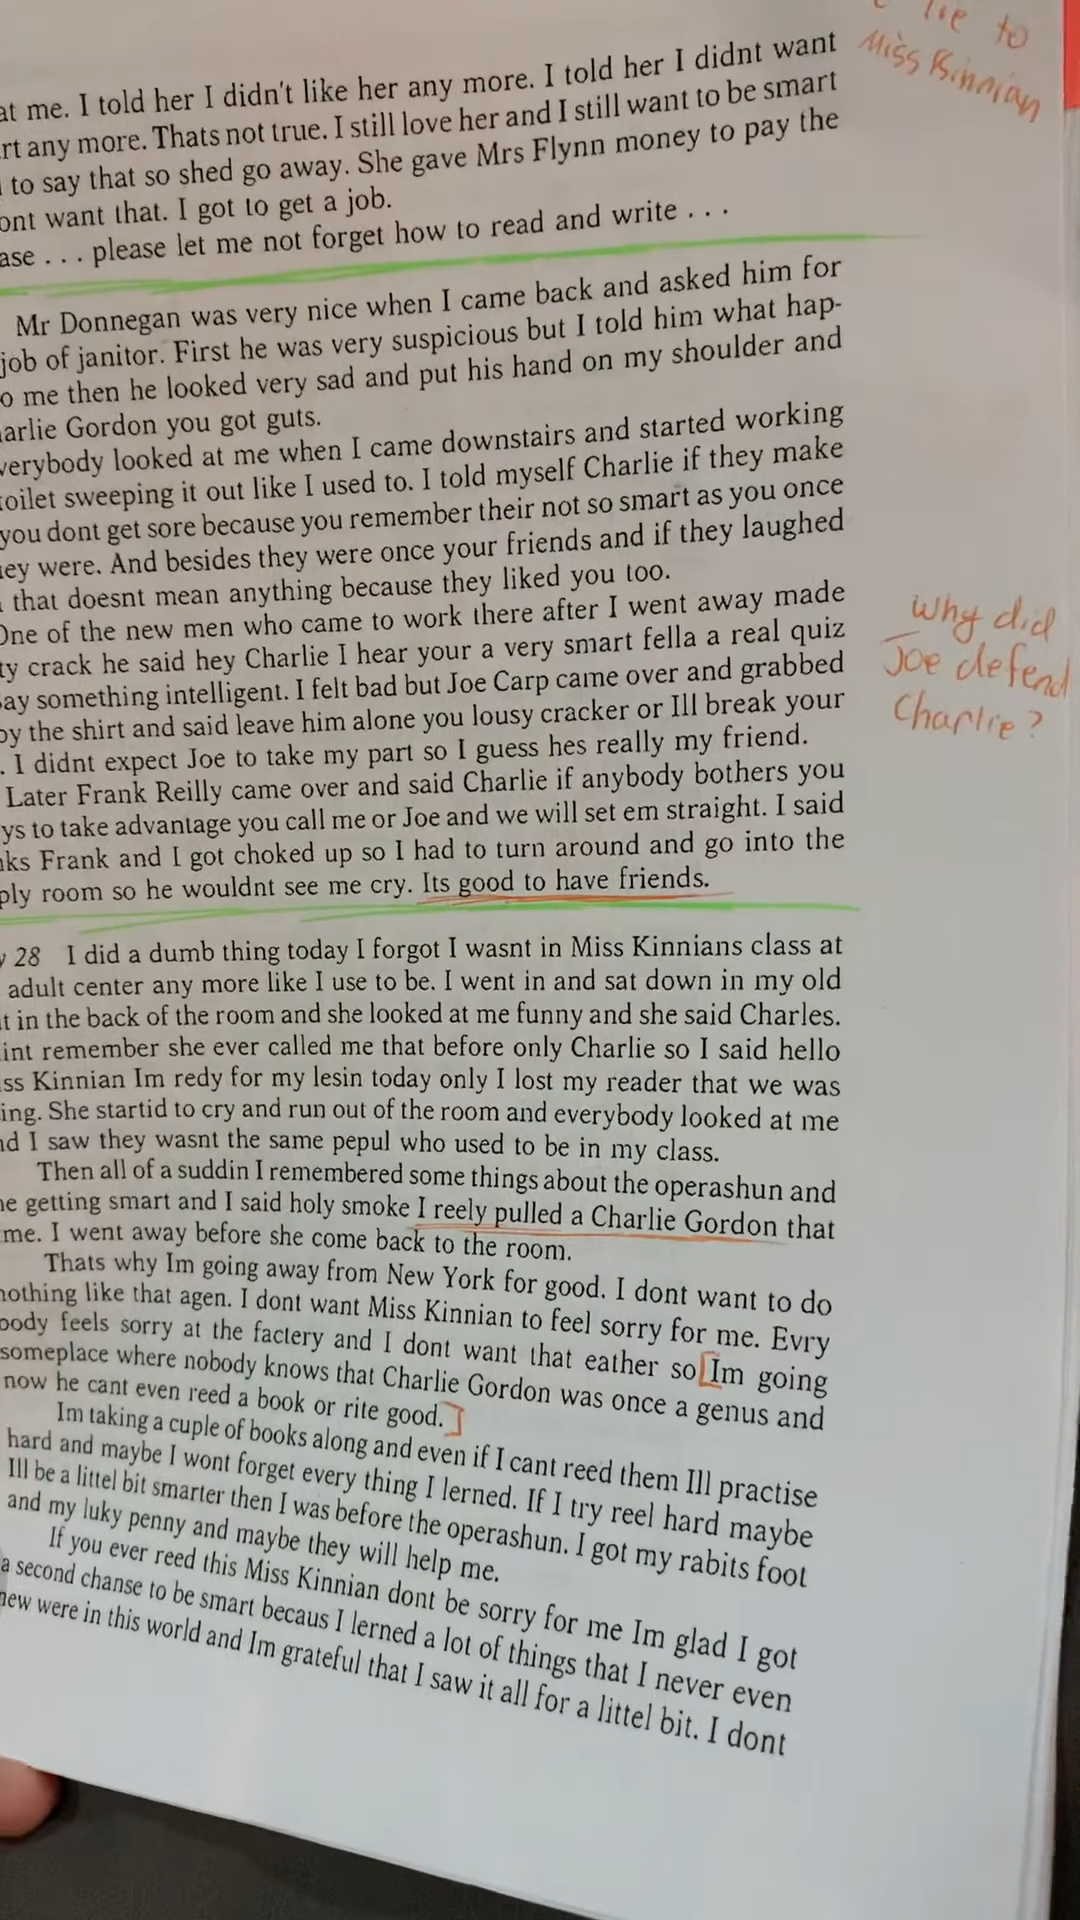 lie to
Miss Kinnian
at me. I told her I didn't like her any more. I told her I didnt want
rt any more. Thats not true. I still love her and I still want to be smart
to say that so shed go away. She gave Mrs Flynn money to pay the
ont want that. I got to get a job.
ase . . . please let me not forget how to read and write . . .
Mr Donnegan was very nice when I came back and asked him for
job of janitor. First he was very suspicious but I told him what hap-
o me then he looked very sad and put his hand on my shoulder and
arlie Gordon you got guts.
verybody looked at me when I came downstairs and started working
toilet sweeping it out like I used to. I told myself Charlie if they make
you dont get sore because you remember their not so smart as you once
ey were. And besides they were once your friends and if they laughed
that doesnt mean anything because they liked you too.
One of the new men who came to work there after I went away made
ty crack he said hey Charlie I hear your a very smart fella a real quiz
Say something intelligent. I felt bad but Joe Carp came over and grabbed
by the shirt and said leave him alone you lousy cracker or Ill break your
. I didnt expect Joe to take my part so I guess hes really my friend.
Later Frank Reilly came over and said Charlie if anybody bothers you
ys to take advantage you call me or Joe and we will set em straight. I said
ks Frank and I got choked up so I had to turn around and go into the
ply room so he wouldnt see me cry. Its good to have friends.
Why did
Joe defend
Charlie?
y 28 I did a dumb thing today I forgot I wasnt in Miss Kinnians class at
adult center any more like I use to be. I went in and sat down in my old
t in the back of the room and she looked at me funny and she said Charles.
int remember she ever called me that before only Charlie so I said hello
ss Kinnian Im redy for my lesin today only I lost my reader that we was
ing. She startid to cry and run out of the room and everybody looked at me
nd I saw they wasnt the same pepul who used to be in my class.
Then all of a suddin I remembered some things about the operashun and
e getting smart and I said holy smoke I reely pulled a Charlie Gordon that
me. I went away before she come back to the room.
Thats why Im going away from New York for good. I dont want to do
nothing like that agen. I dont want Miss Kinnian to feel sorry for me. Evry
body feels sorry at the factery and I dont want that eather so Im going
someplace where nobody knows that Charlie Gordon was once a genus and
now he cant even reed a book or rite good.
Im taking a cuple of books along and even if I cant reed them Ill practise
hard and maybe I wont forget every thing I lerned. If I try reel hard maybe
Ill be a littel bit smarter then I was before the operashun. I got my rabits foot
and my luky penny and maybe they will help me.
If you ever reed this Miss Kinnian dont be sorry for me Im glad I got
a second chanse to be smart becaus I lerned a lot of things that I never even
new were in this world and Im grateful that I saw it all for a littel bit. I dont